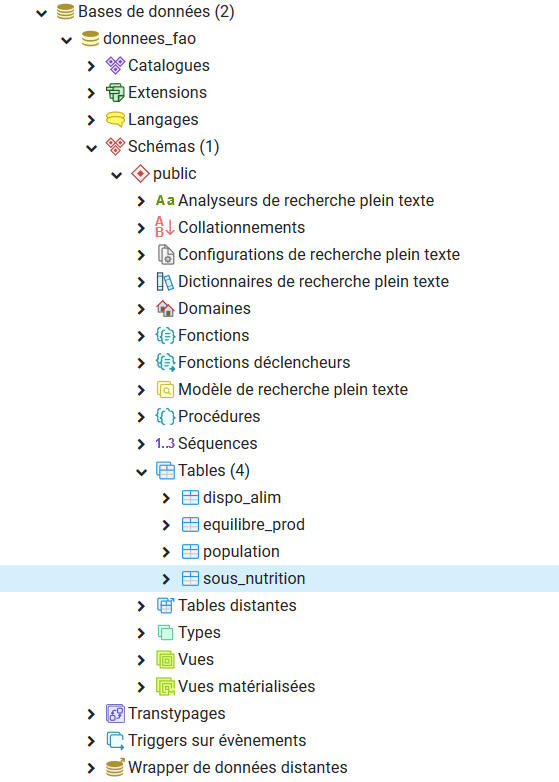 Bases de données (2)
donnees_fao
Catalogues
Extensions
Langages
Schémas (1)
public
Aa Analyseurs de recherche plein texte
AB Collationnements
Configurations de recherche plein texte
Dictionnaires de recherche plein texte
Domaines
Fonctions
Fonctions déclencheurs
Modèle de recherche plein texte
Procédures
1..3 Séquences
Tables (4)
dispo_alim
equilibre_prod
population
sous_nutrition
Tables distantes
Types
Vues
Vues matérialisées
Transtypages
Triggers sur évènements
Wrapper de données distantes